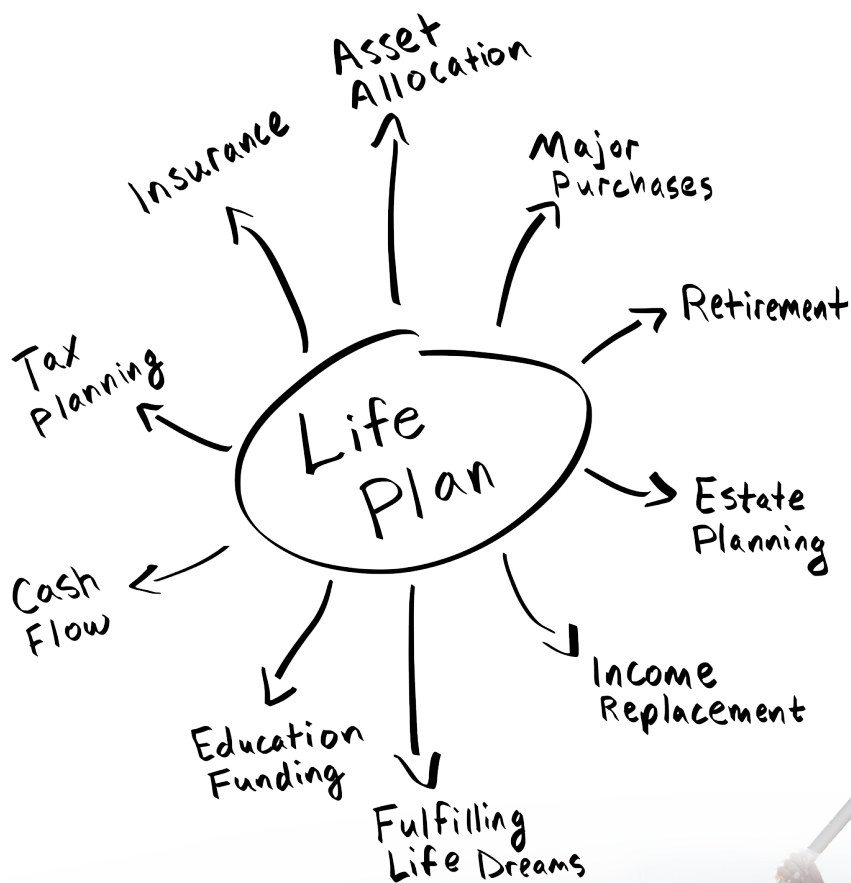 Asset
Allocation
Insurance
Major
Purchases
Retirement
Tax
Planning
Life
Plan
Estate
Planning
Cash
Flow
Income
Replacement
Education
Funding
Fulfilling
Life Dreams